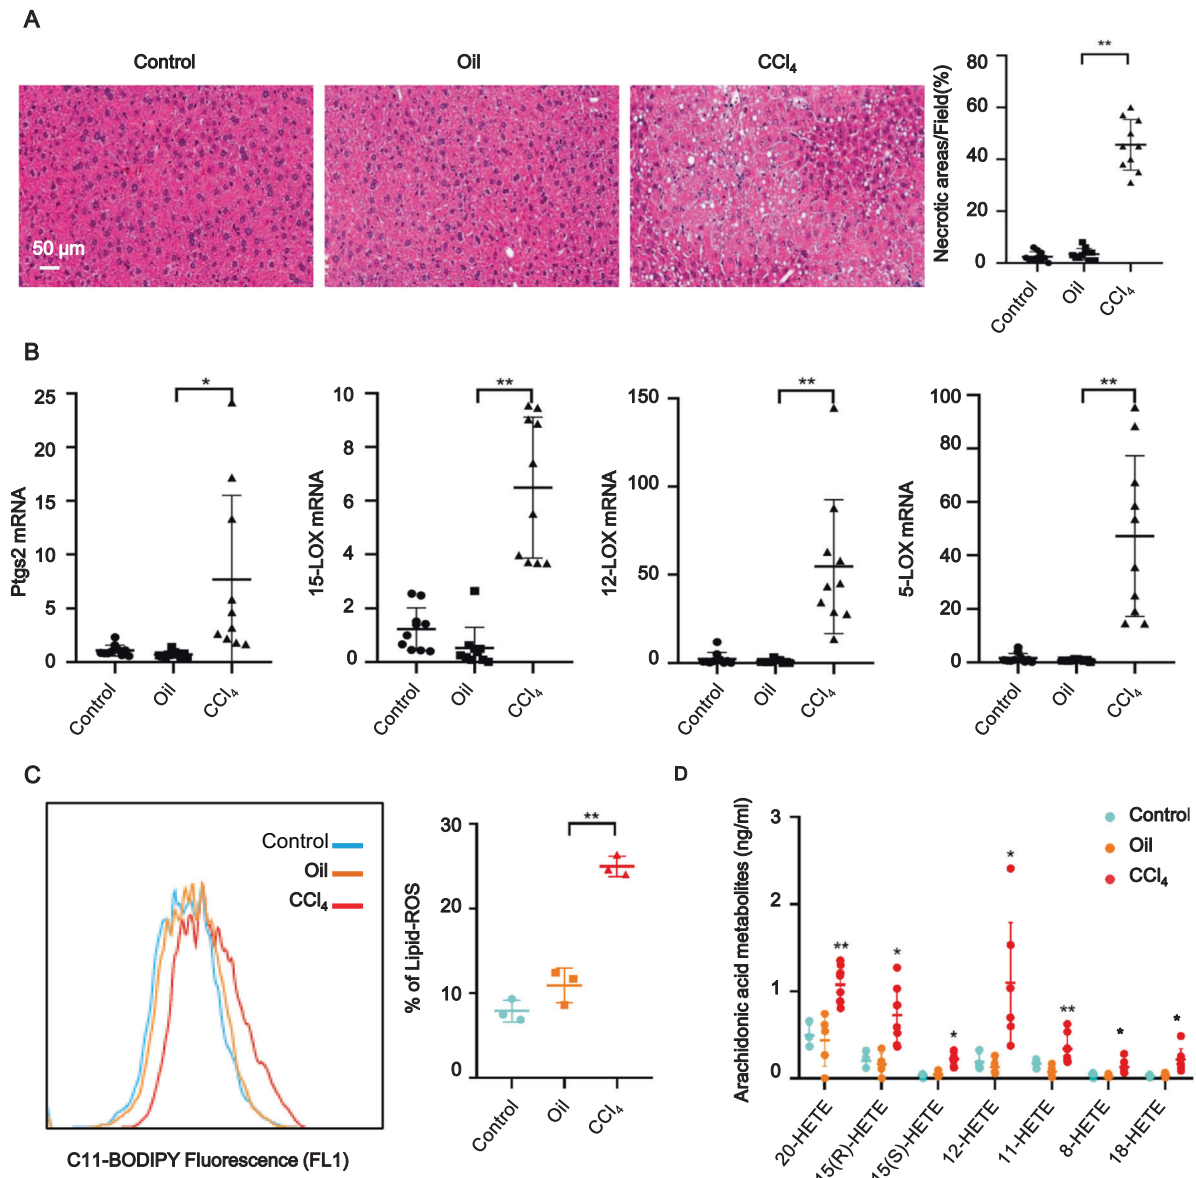 A
Control
Oil
CCl4
50 µm
Necrotic areas/Field(%)
80
60
40
20
0
**
Control
Oil
CCl4
B
Ptgs2 mRNA
25
20
15
10
5
0
*
Control
Oil
CCl4
15-LOX mRNA
10
8
6
4
2
0
**
Control
Oil
CCl4
12-LOX mRNA
150
100
50
0
**
Control
Oil
CCl4
5-LOX mRNA
100
80
60
40
20
0
**
Control
Oil
CCl4
C
Control
Oil
CCl4
C11-BODIPY Fluorescence (FL1)
% of Lipid-ROS
30
20
10
0
**
Control
Oil
CCl4
D
Arachidonic acid metabolites (ng/ml)
3
2
1
0
Control
Oil
CCl4
**
*
*
*
**
*
*
20-HETE
15(R)-HETE
15(S)-HETE
12-HETE
11-HETE
8-HETE
18-HETE